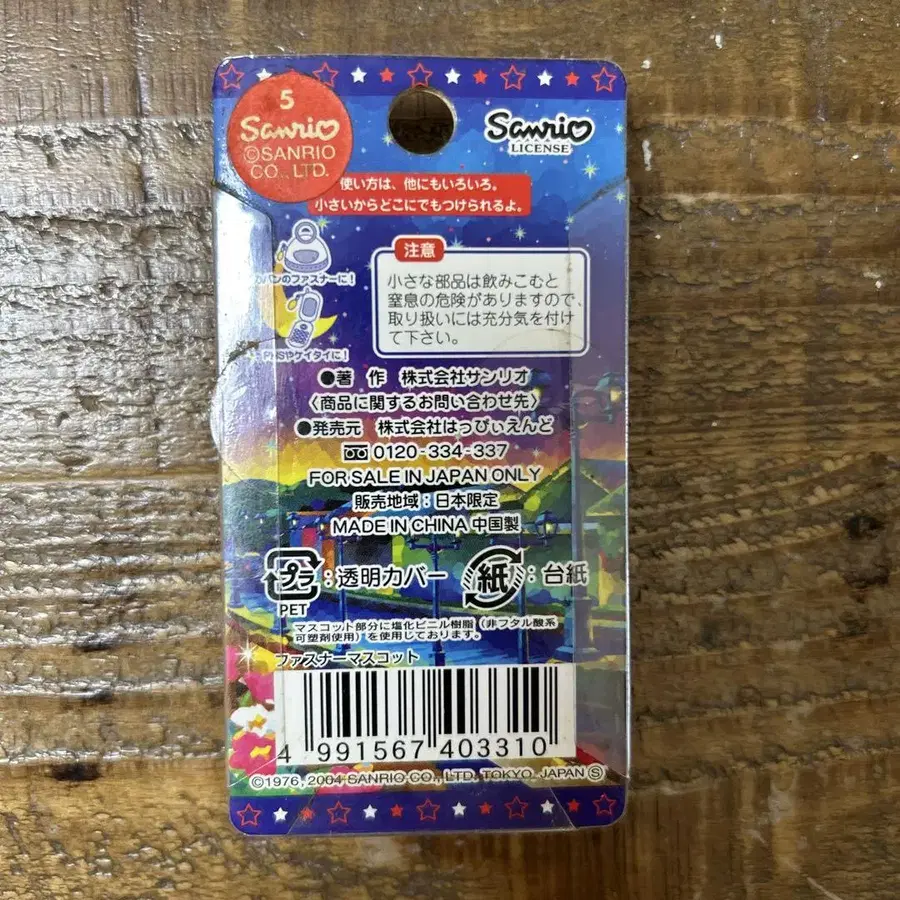 5
Sanrio
©SANRIO
CO., LTD.
Sanrio
LICENSE
使い方は、他にもいろいろ。
小さいからどこにでもつけられるよ。
カバンのファスナーに!
PHSやケイタイに!
注意
小さな部品は飲みこむと
窒息の危険がありますので、
取り扱いには充分気を付け
て下さい。
●著 作 株式会社サンリオ
〈商品に関するお問い合わせ先〉
●発売元 株式会社はっぴぃえんど
0120-334-337
FOR SALE IN JAPAN ONLY
販売地域:日本限定
MADE IN CHINA 中国製
プラ:透明カバー 紙:台紙
PET
マスコット部分に塩化ビニル樹脂(非フタル酸系
可塑剤使用)を使用しております。
ファスナーマスコット
4 991567 403310
©1976, 2004 SANRIO CO., LTD. TOKYO, JAPAN Ⓢ